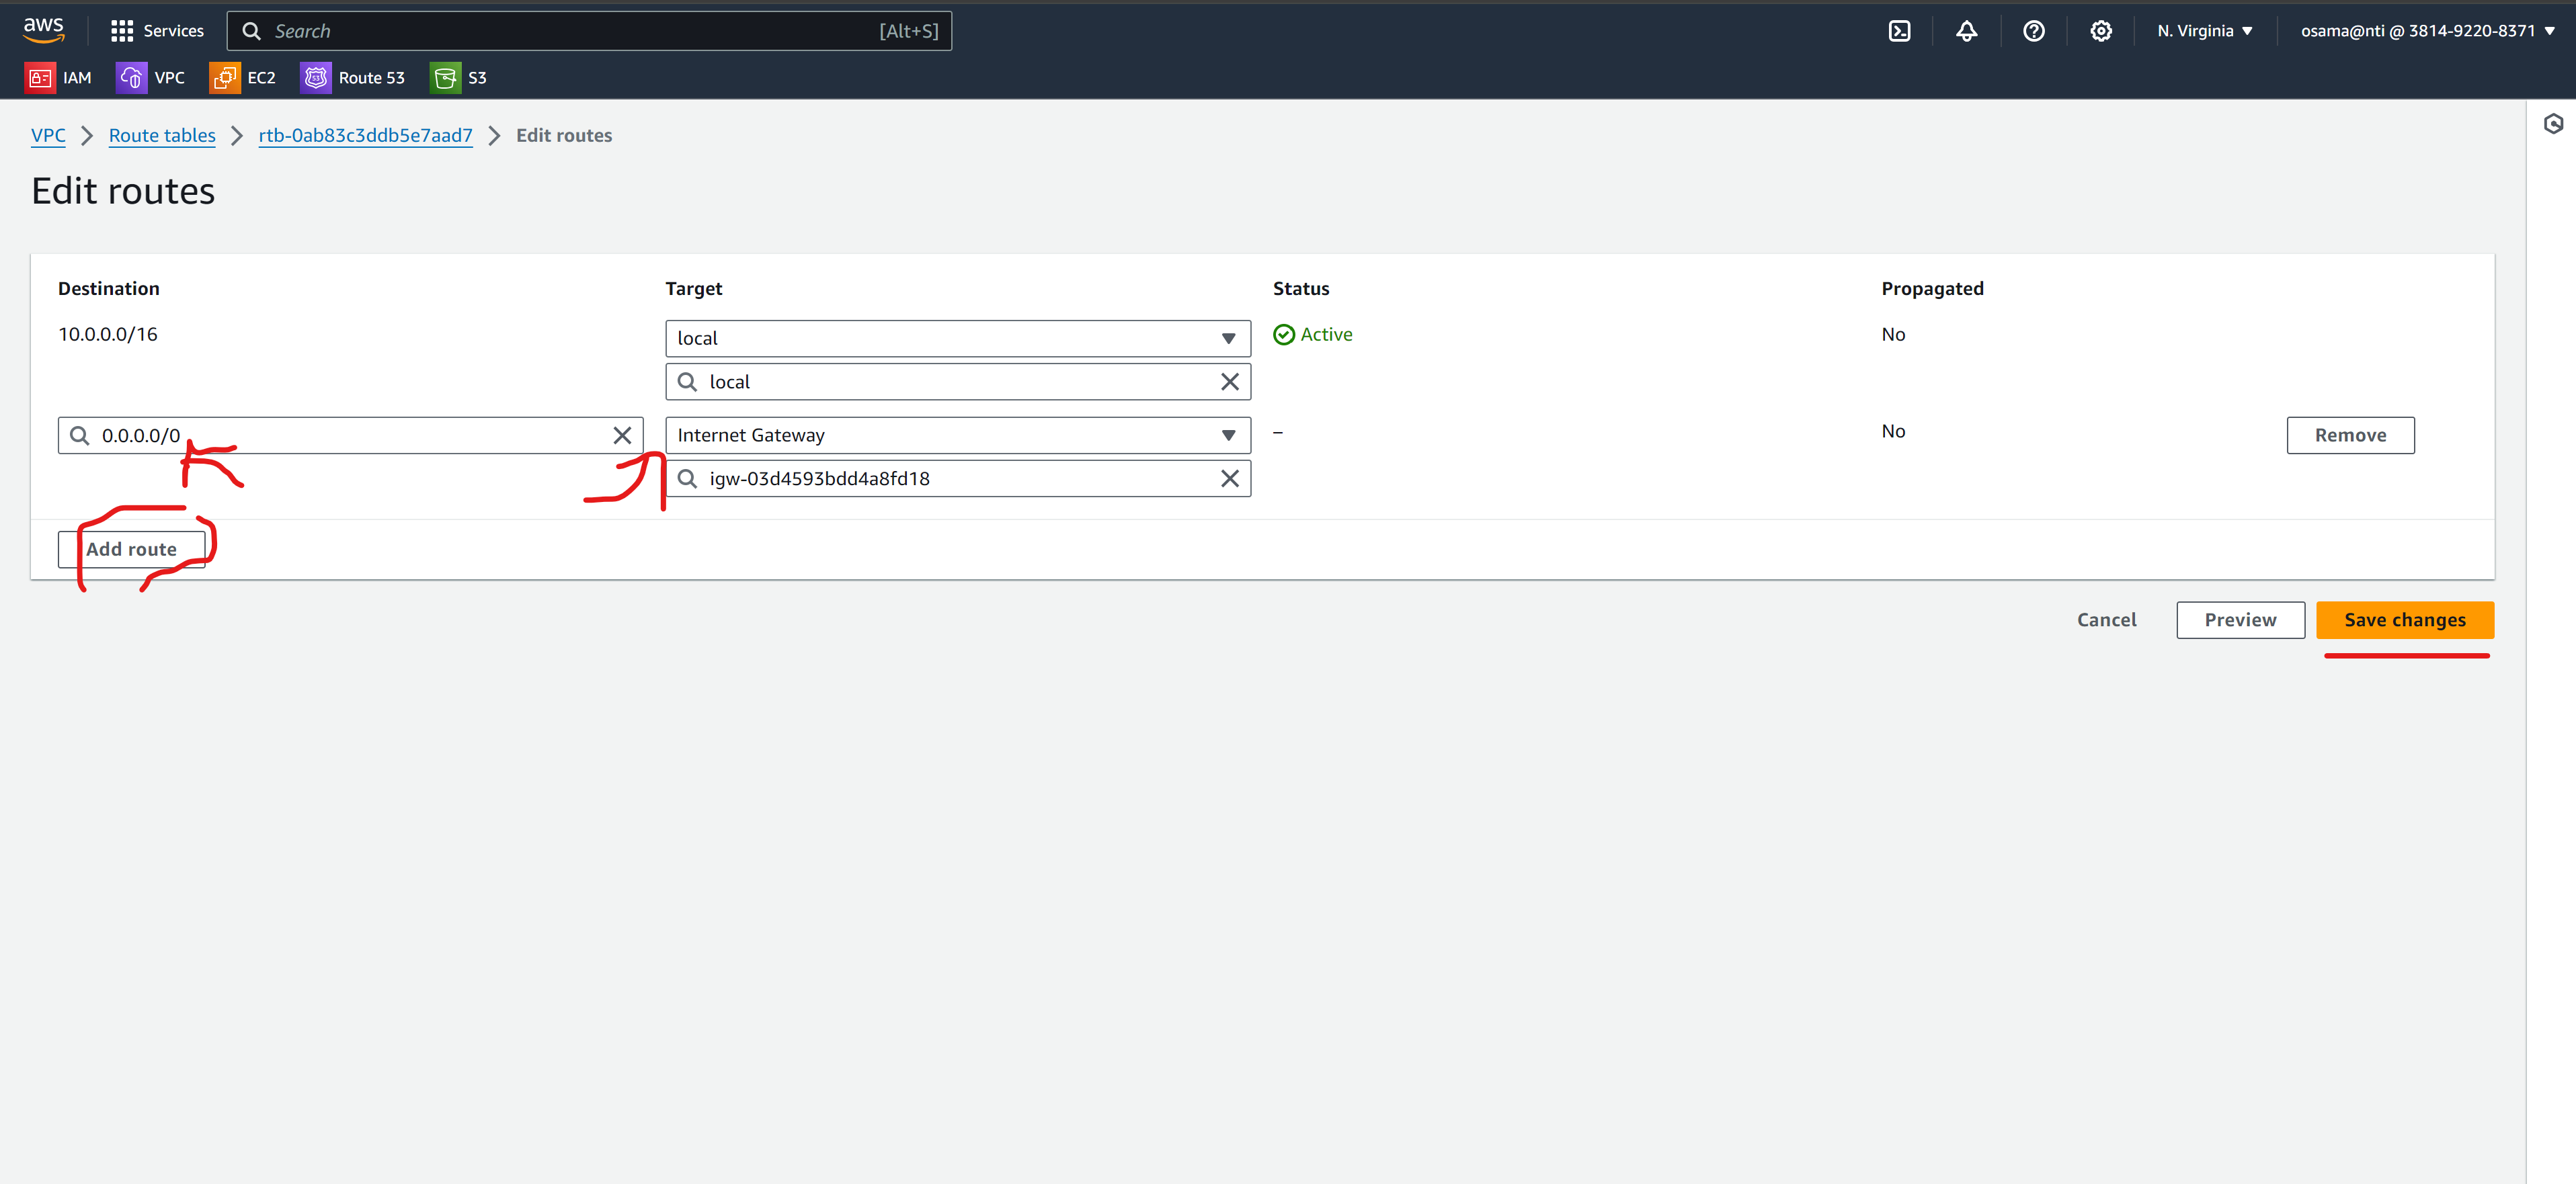 aws
Services
Search
[Alt+S]
N. Virginia
osama@nti @ 3814-9220-8371
IAM
VPC
EC2
Route 53
S3
VPC
Route tables
rtb-0ab83c3ddb5e7aad7
Edit routes
Edit routes
Destination
Target
Status
Propagated
10.0.0.0/16
local
Active
No
local
0.0.0.0/0
Internet Gateway
–
No
Remove
igw-03d4593bdd4a8fd18
Add route
Cancel
Preview
Save changes